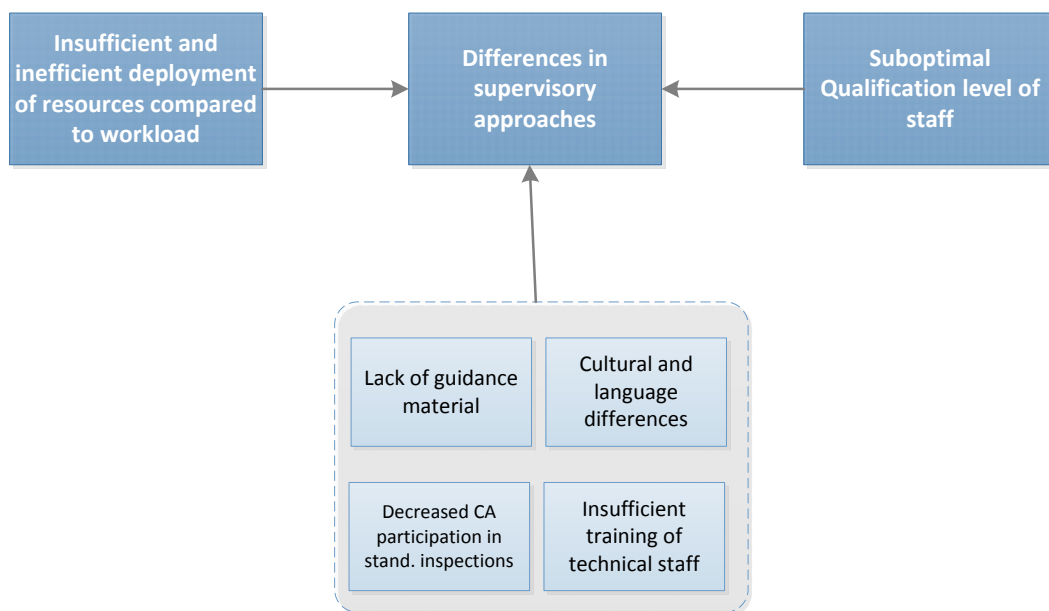 Insufficient and
inefficient deployment
of resources compared
to workload
Differences in
supervisory
approaches
Suboptimal
Qualification level of
staff
Lack of guidance
material
Cultural and
language
differences
Decreased CA
participation in
stand. inspections
Insufficient
training of
technical staff